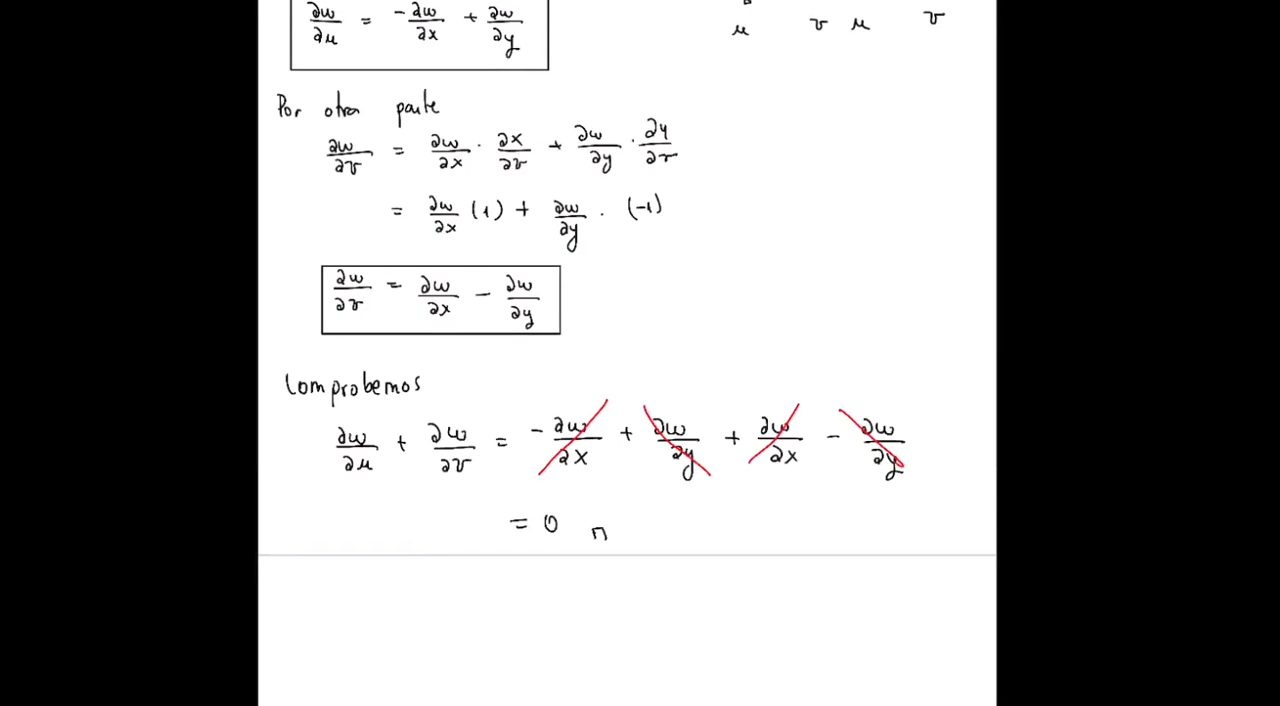 ∂w/∂u = -∂w/∂x + ∂w/∂y
u v u v
Por otra parte
∂w/∂v = ∂w/∂x · ∂x/∂v + ∂w/∂y · ∂y/∂v
= ∂w/∂x (1) + ∂w/∂y · (-1)
∂w/∂v = ∂w/∂x - ∂w/∂y
Comprobemos
∂w/∂u + ∂w/∂v = -∂w/∂x + ∂w/∂y + ∂w/∂x - ∂w/∂y
= 0